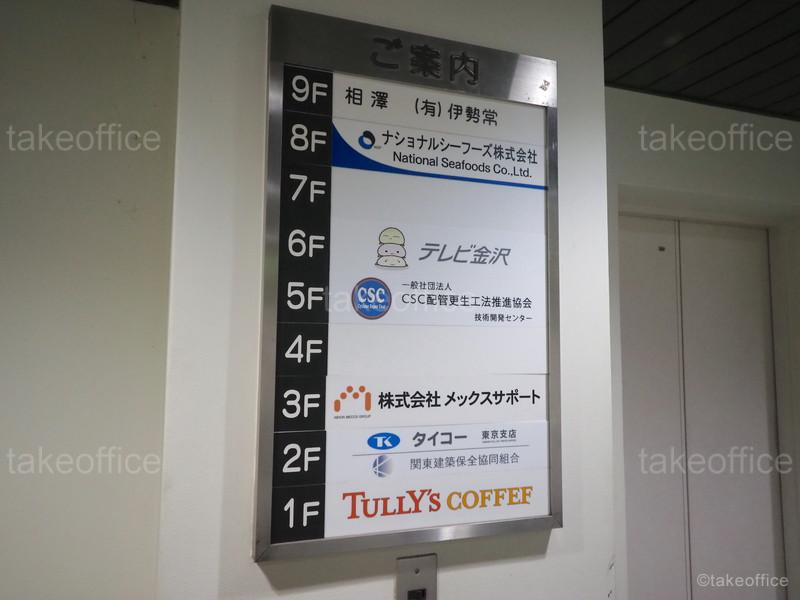 ご案内
9F 相澤 (有)伊勢常
8F ナショナルシーフーズ株式会社
National Seafoods Co.,Ltd.
7F
6F テレビ金沢
5F CSC 一般社団法人
CSC配管更生工法推進協会
技術開発センター
4F
3F 株式会社 メックスサポート
2F TK タイコー 東京支店
関東建築保全協同組合
1F TULLY'S COFFEE
takeoffice takeoffice
takeoffice
takeoffice takeoffice
©takeoffice